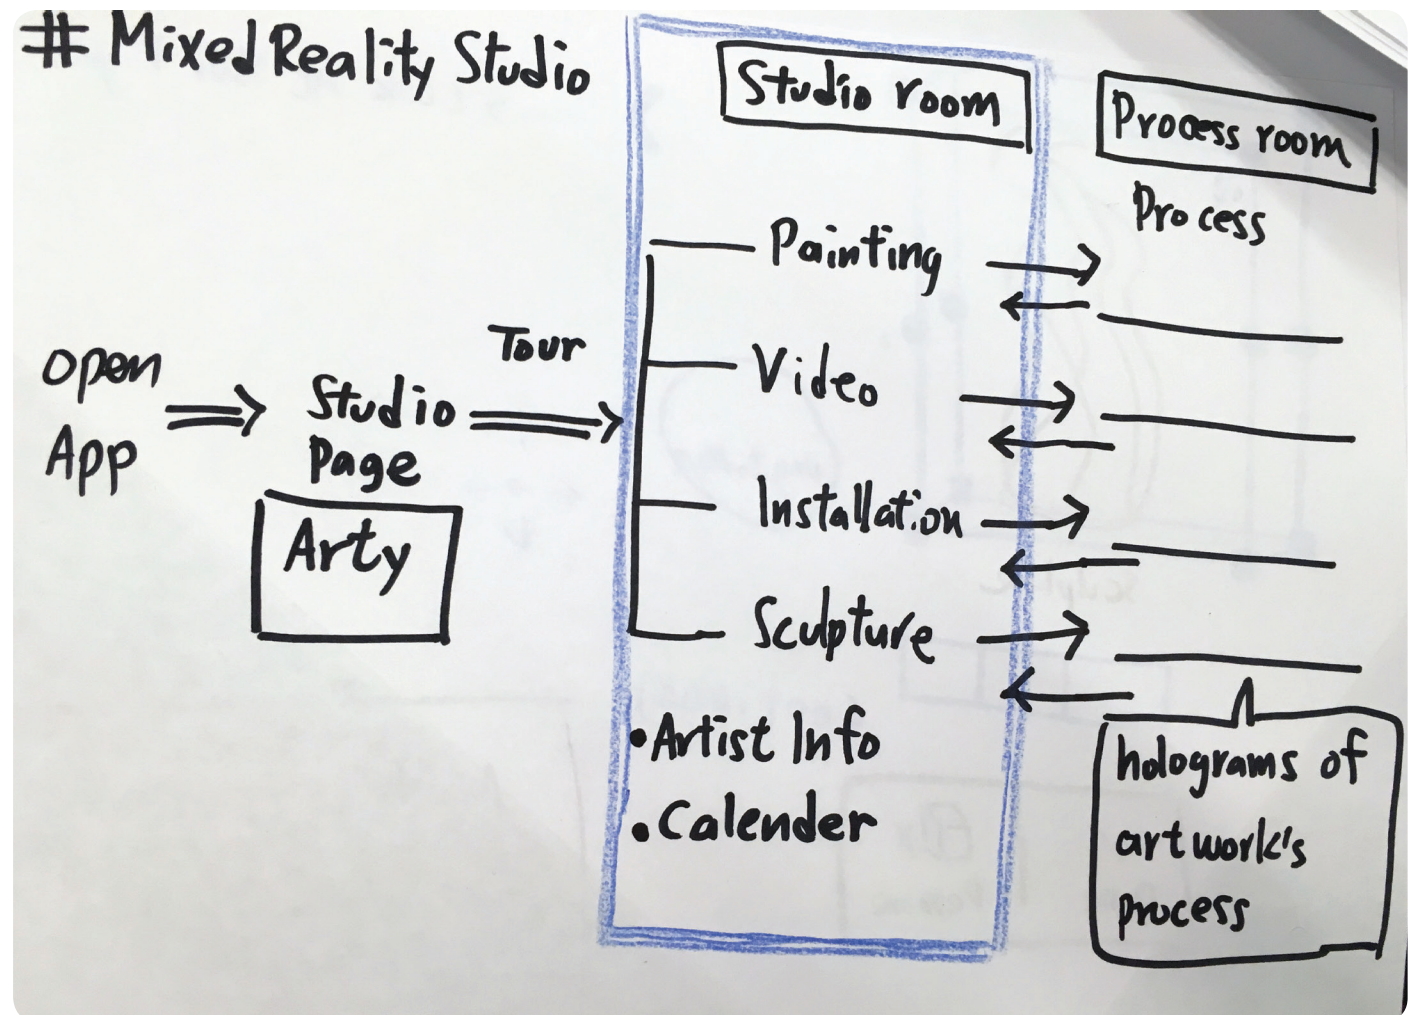 # Mixed Reality Studio
Studio room
Process room
Process
Painting
Tour
Video
Open
App
Studio
Page
Arty
Installation
Sculpture
• Artist Info
• Calender
holograms of
artwork's
process